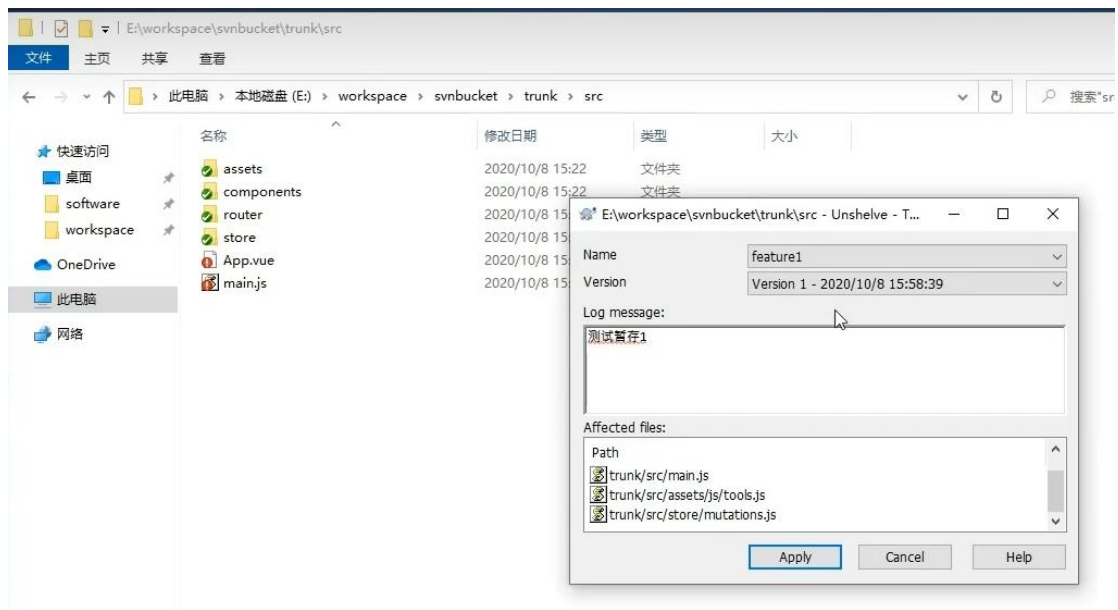 E:\workspace\svnbucket\trunk\src
文件 主页 共享 查看
此电脑 › 本地磁盘 (E:) › workspace › svnbucket › trunk › src
搜索"sr
名称 修改日期 类型 大小
快速访问
桌面
software
workspace
OneDrive
此电脑
网络
assets 2020/10/8 15:22 文件夹
components 2020/10/8 15:22 文件夹
router 2020/10/8 15
store 2020/10/8 15
App.vue 2020/10/8 15
main.js 2020/10/8 15
E:\workspace\svnbucket\trunk\src - Unshelve - T...
Name feature1
Version Version 1 - 2020/10/8 15:58:39
Log message:
测试暂存1
Affected files:
Path
trunk/src/main.js
trunk/src/assets/js/tools.js
trunk/src/store/mutations.js
Apply Cancel Help